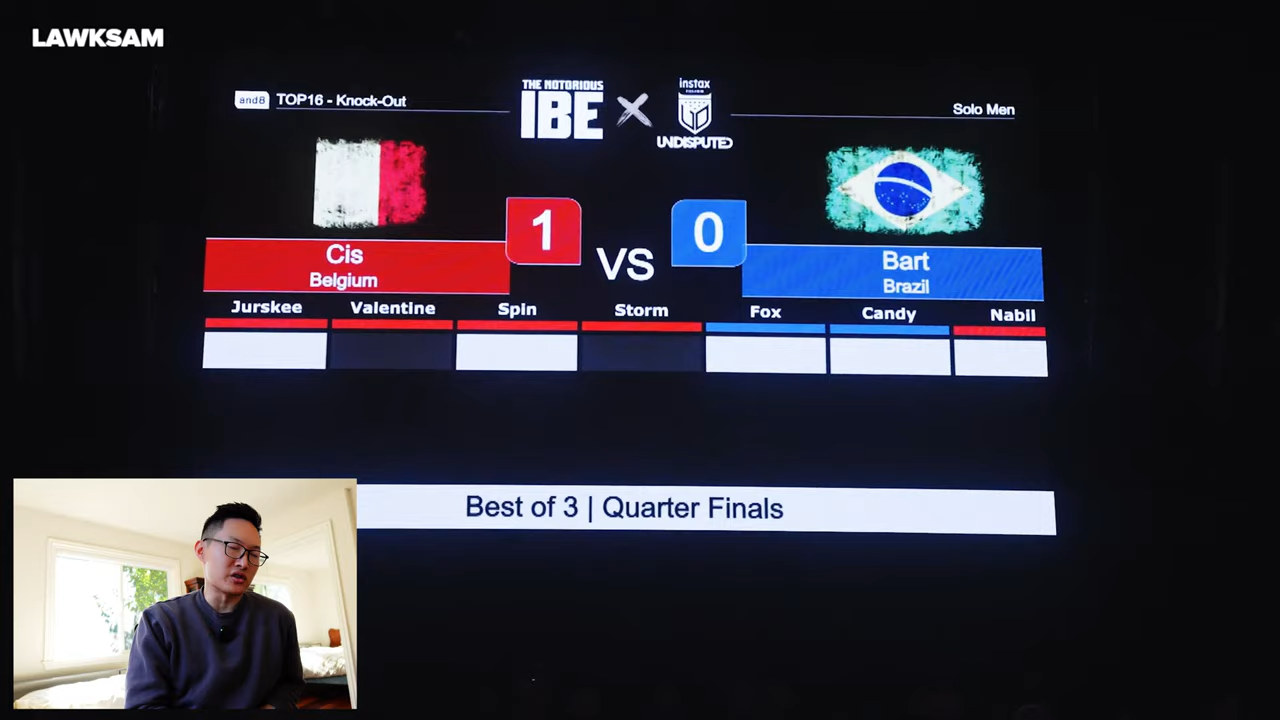 LAWKSAM
and8 TOP16 - Knock-Out
THE NOTORIOUS
IBE
instax
UNDISPUTED
Solo Men
1 VS 0
Cis
Belgium
Bart
Brazil
Jurskee Valentine Spin Storm Fox Candy Nabil
Best of 3 | Quarter Finals